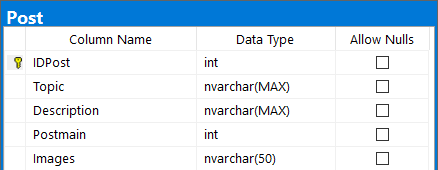 Post
Column Name Data Type Allow Nulls
IDPost int
Topic nvarchar(MAX)
Description nvarchar(MAX)
Postmain int
Images nvarchar(50)